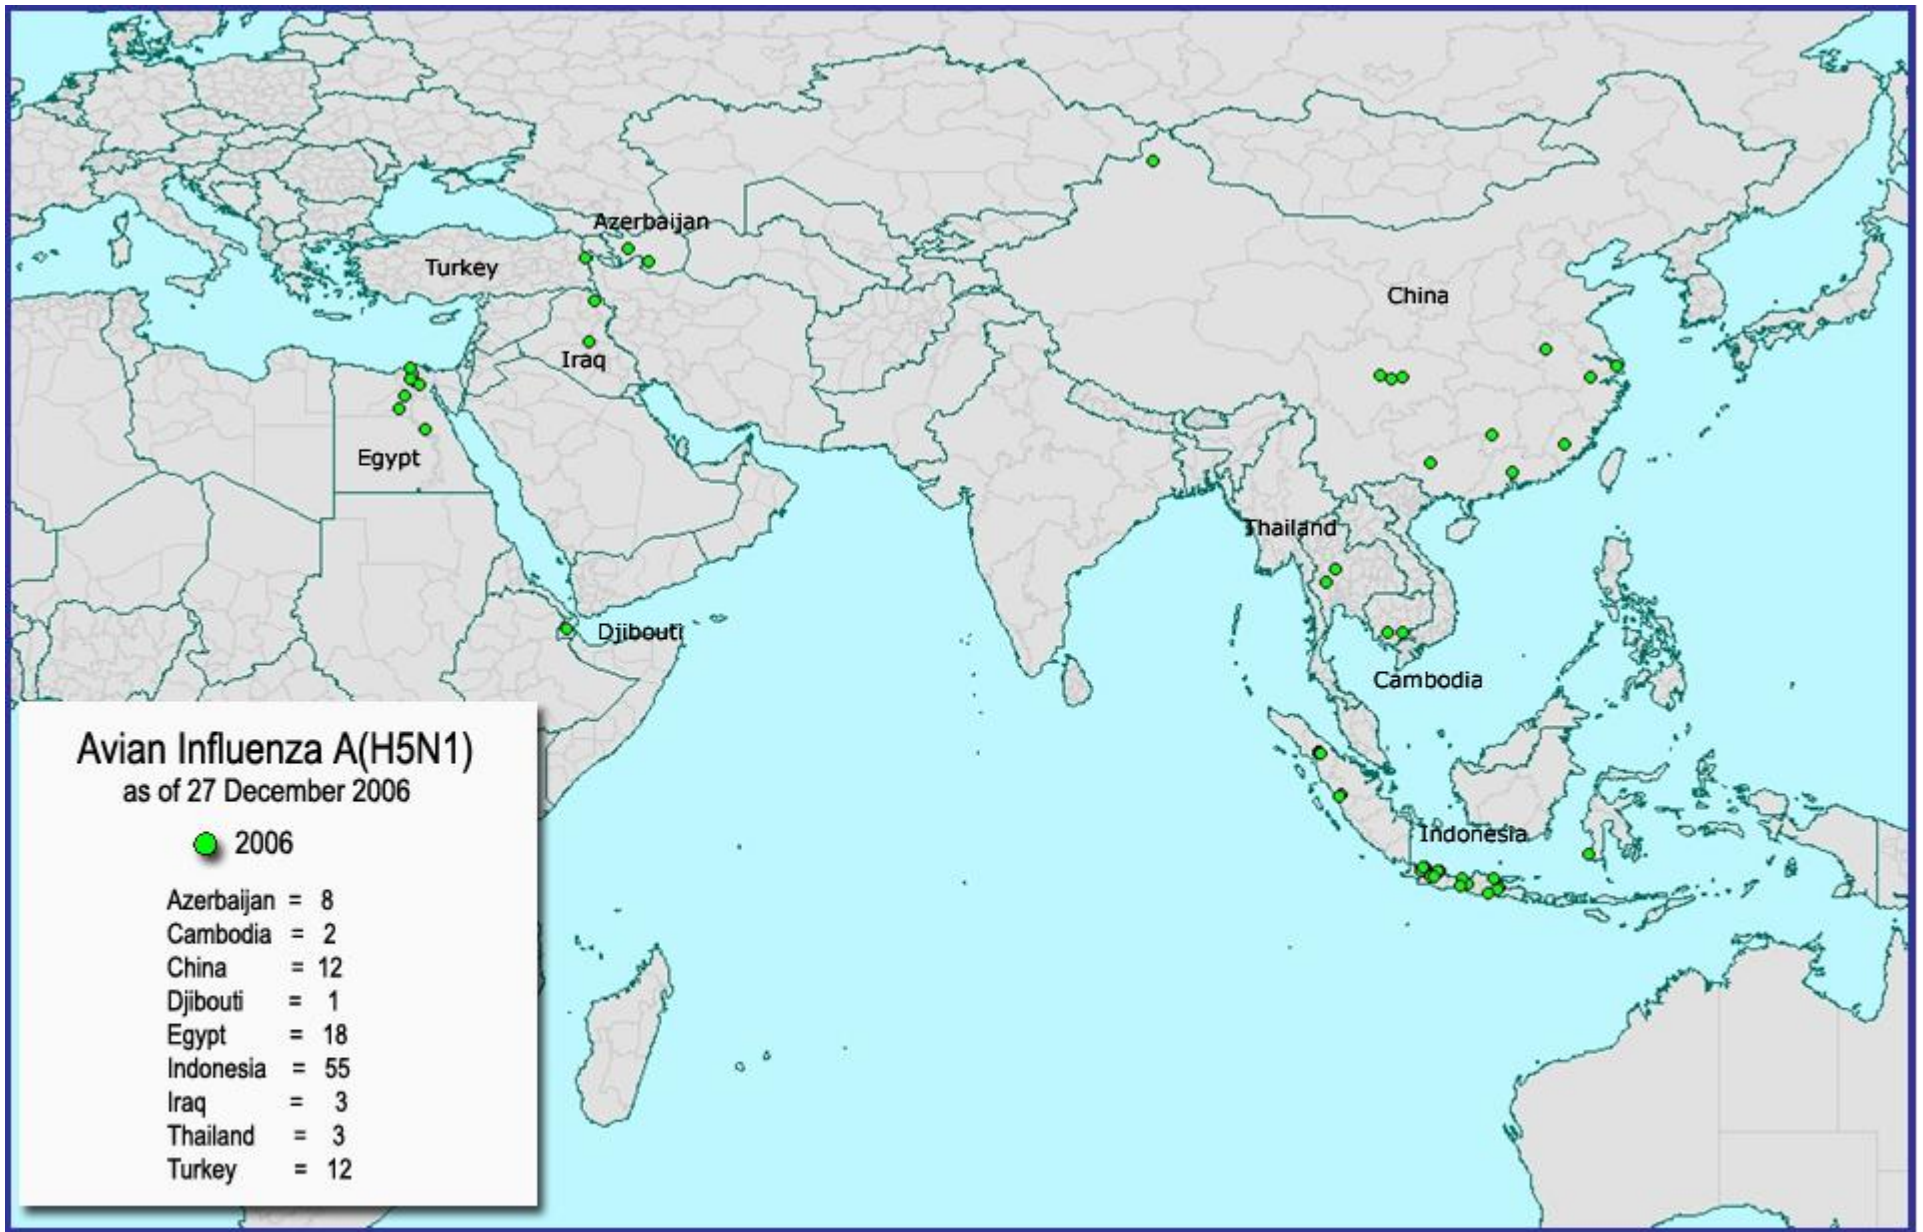 Azerbaijan
Turkey
China
Iraq
Egypt
Thailand
Djibouti
Cambodia
Indonesia
Avian Influenza A(H5N1)
as of 27 December 2006
2006
Azerbaijan = 8
Cambodia = 2
China = 12
Djibouti = 1
Egypt = 18
Indonesia = 55
Iraq = 3
Thailand = 3
Turkey = 12